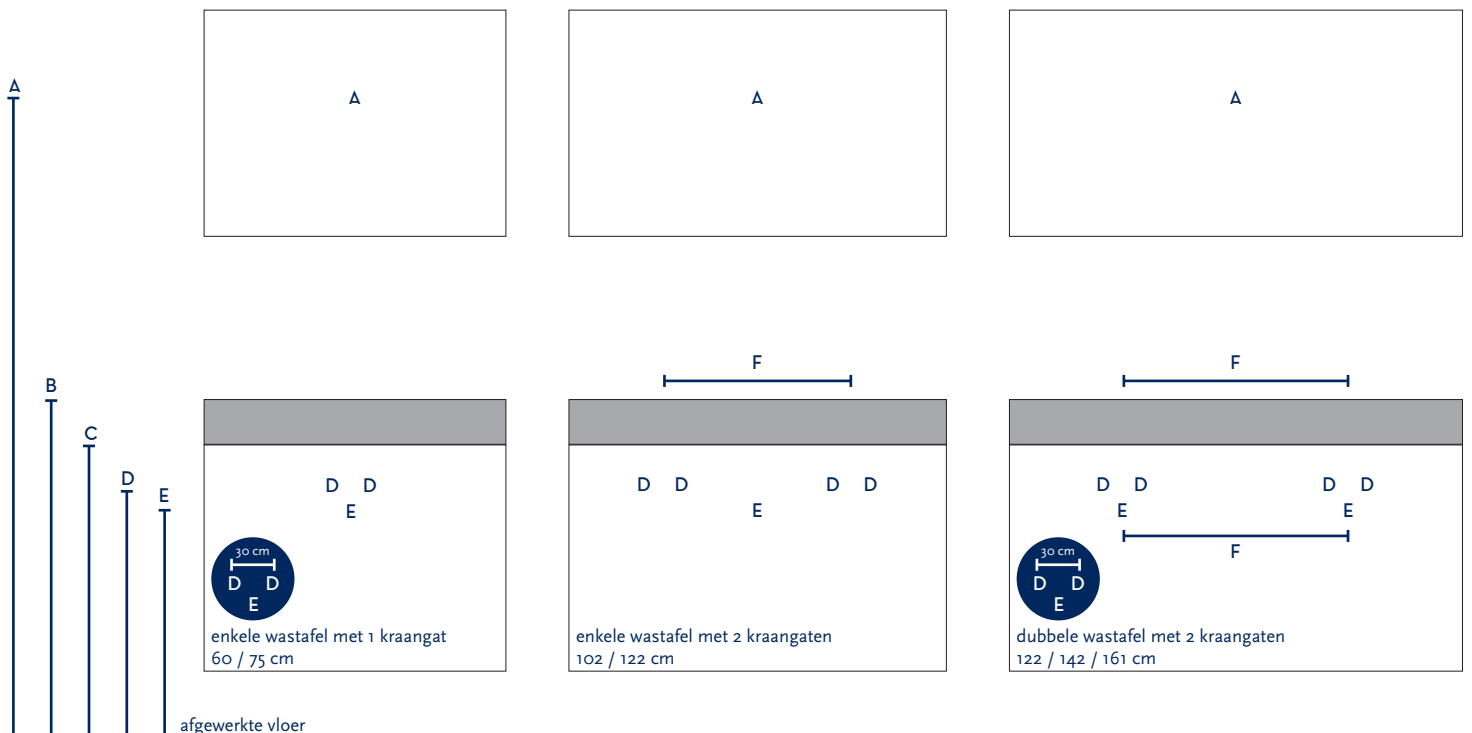 A
A
A
A
B
C
D
E
F
F
D D
E
D D
D D
E
D D
D D
E
E
F
30 cm
D D
E
30 cm
D D
E
enkele wastafel met 1 kraangat
60 / 75 cm
enkele wastafel met 2 kraangaten
102 / 122 cm
dubbele wastafel met 2 kraangaten
122 / 142 / 161 cm
afgewerkte vloer